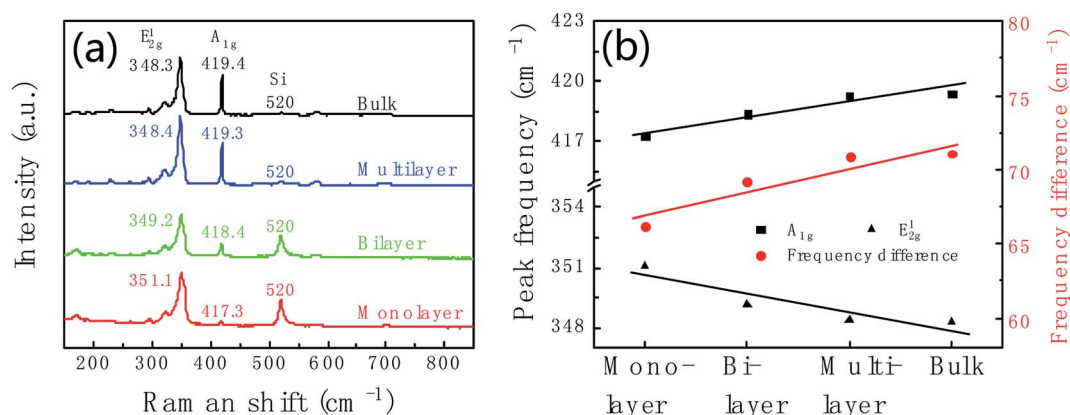 (a)
E¹₂g A₁g
348.3 419.4 Si
520
Bulk
348.4 419.3
520
Multilayer
349.2
418.4 520
Bilayer
351.1
417.3 520
Monolayer
Intensity (a.u.)
200 300 400 500 600 700 800
Raman shift (cm⁻¹)
(b)
423
420
417
354
351
348
Peak frequency (cm⁻¹)
80
75
70
65
60
Frequency difference (cm⁻¹)
A₁g E¹₂g
Frequency difference
Mono- Bi- Multi- Bulk
layer layer layer